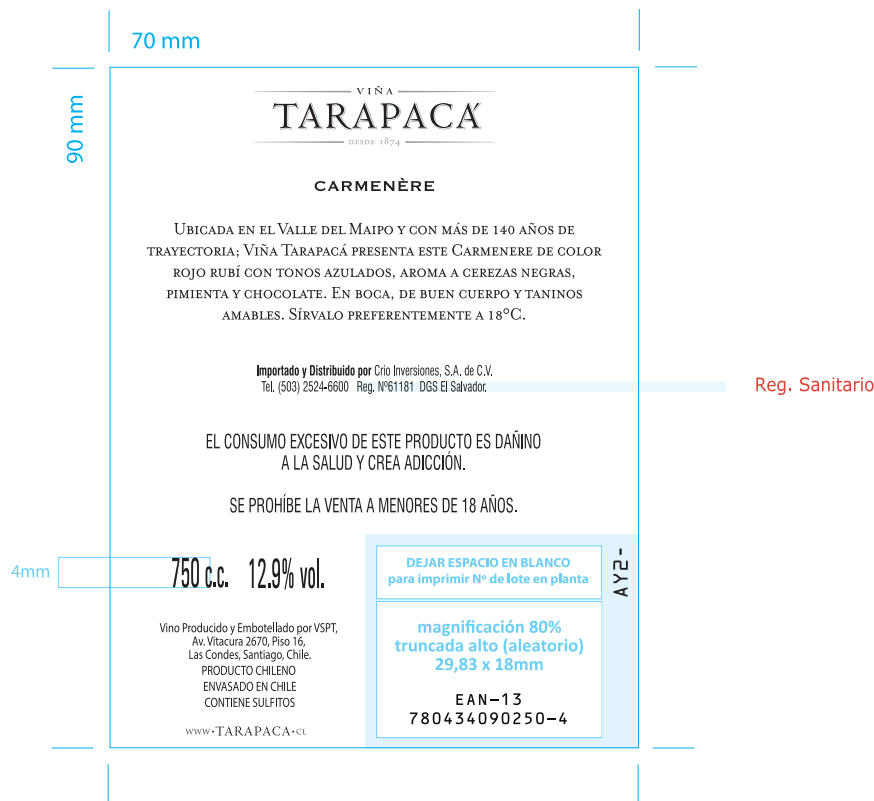 70 mm
90 mm
VIÑA
TARAPACÁ
DESDE 1874
CARMENÈRE
UBICADA EN EL VALLE DEL MAIPO Y CON MÁS DE 140 AÑOS DE
TRAYECTORIA; VIÑA TARAPACÁ PRESENTA ESTE CARMENERE DE COLOR
ROJO RUBÍ CON TONOS AZULADOS, AROMA A CEREZAS NEGRAS,
PIMIENTA Y CHOCOLATE. EN BOCA, DE BUEN CUERPO Y TANINOS
AMABLES. SÍRVALO PREFERENTEMENTE A 18°C.
Importado y Distribuido por Crio Inversiones, S.A. de C.V.
Tel. (503) 2524-6600 Reg. Nº61181 DGS El Salvador.
Reg. Sanitario
EL CONSUMO EXCESIVO DE ESTE PRODUCTO ES DAÑINO
A LA SALUD Y CREA ADICCIÓN.
SE PROHÍBE LA VENTA A MENORES DE 18 AÑOS.
4mm
750 c.c. 12.9% vol.
DEJAR ESPACIO EN BLANCO
para imprimir Nº de lote en planta
AY2-
Vino Producido y Embotellado por VSPT,
Av. Vitacura 2670, Piso 16,
Las Condes, Santiago, Chile.
PRODUCTO CHILENO
ENVASADO EN CHILE
CONTIENE SULFITOS
WWW·TARAPACA·CL
magnificación 80%
truncada alto (aleatorio)
29,83 x 18mm
EAN-13
780434090250-4